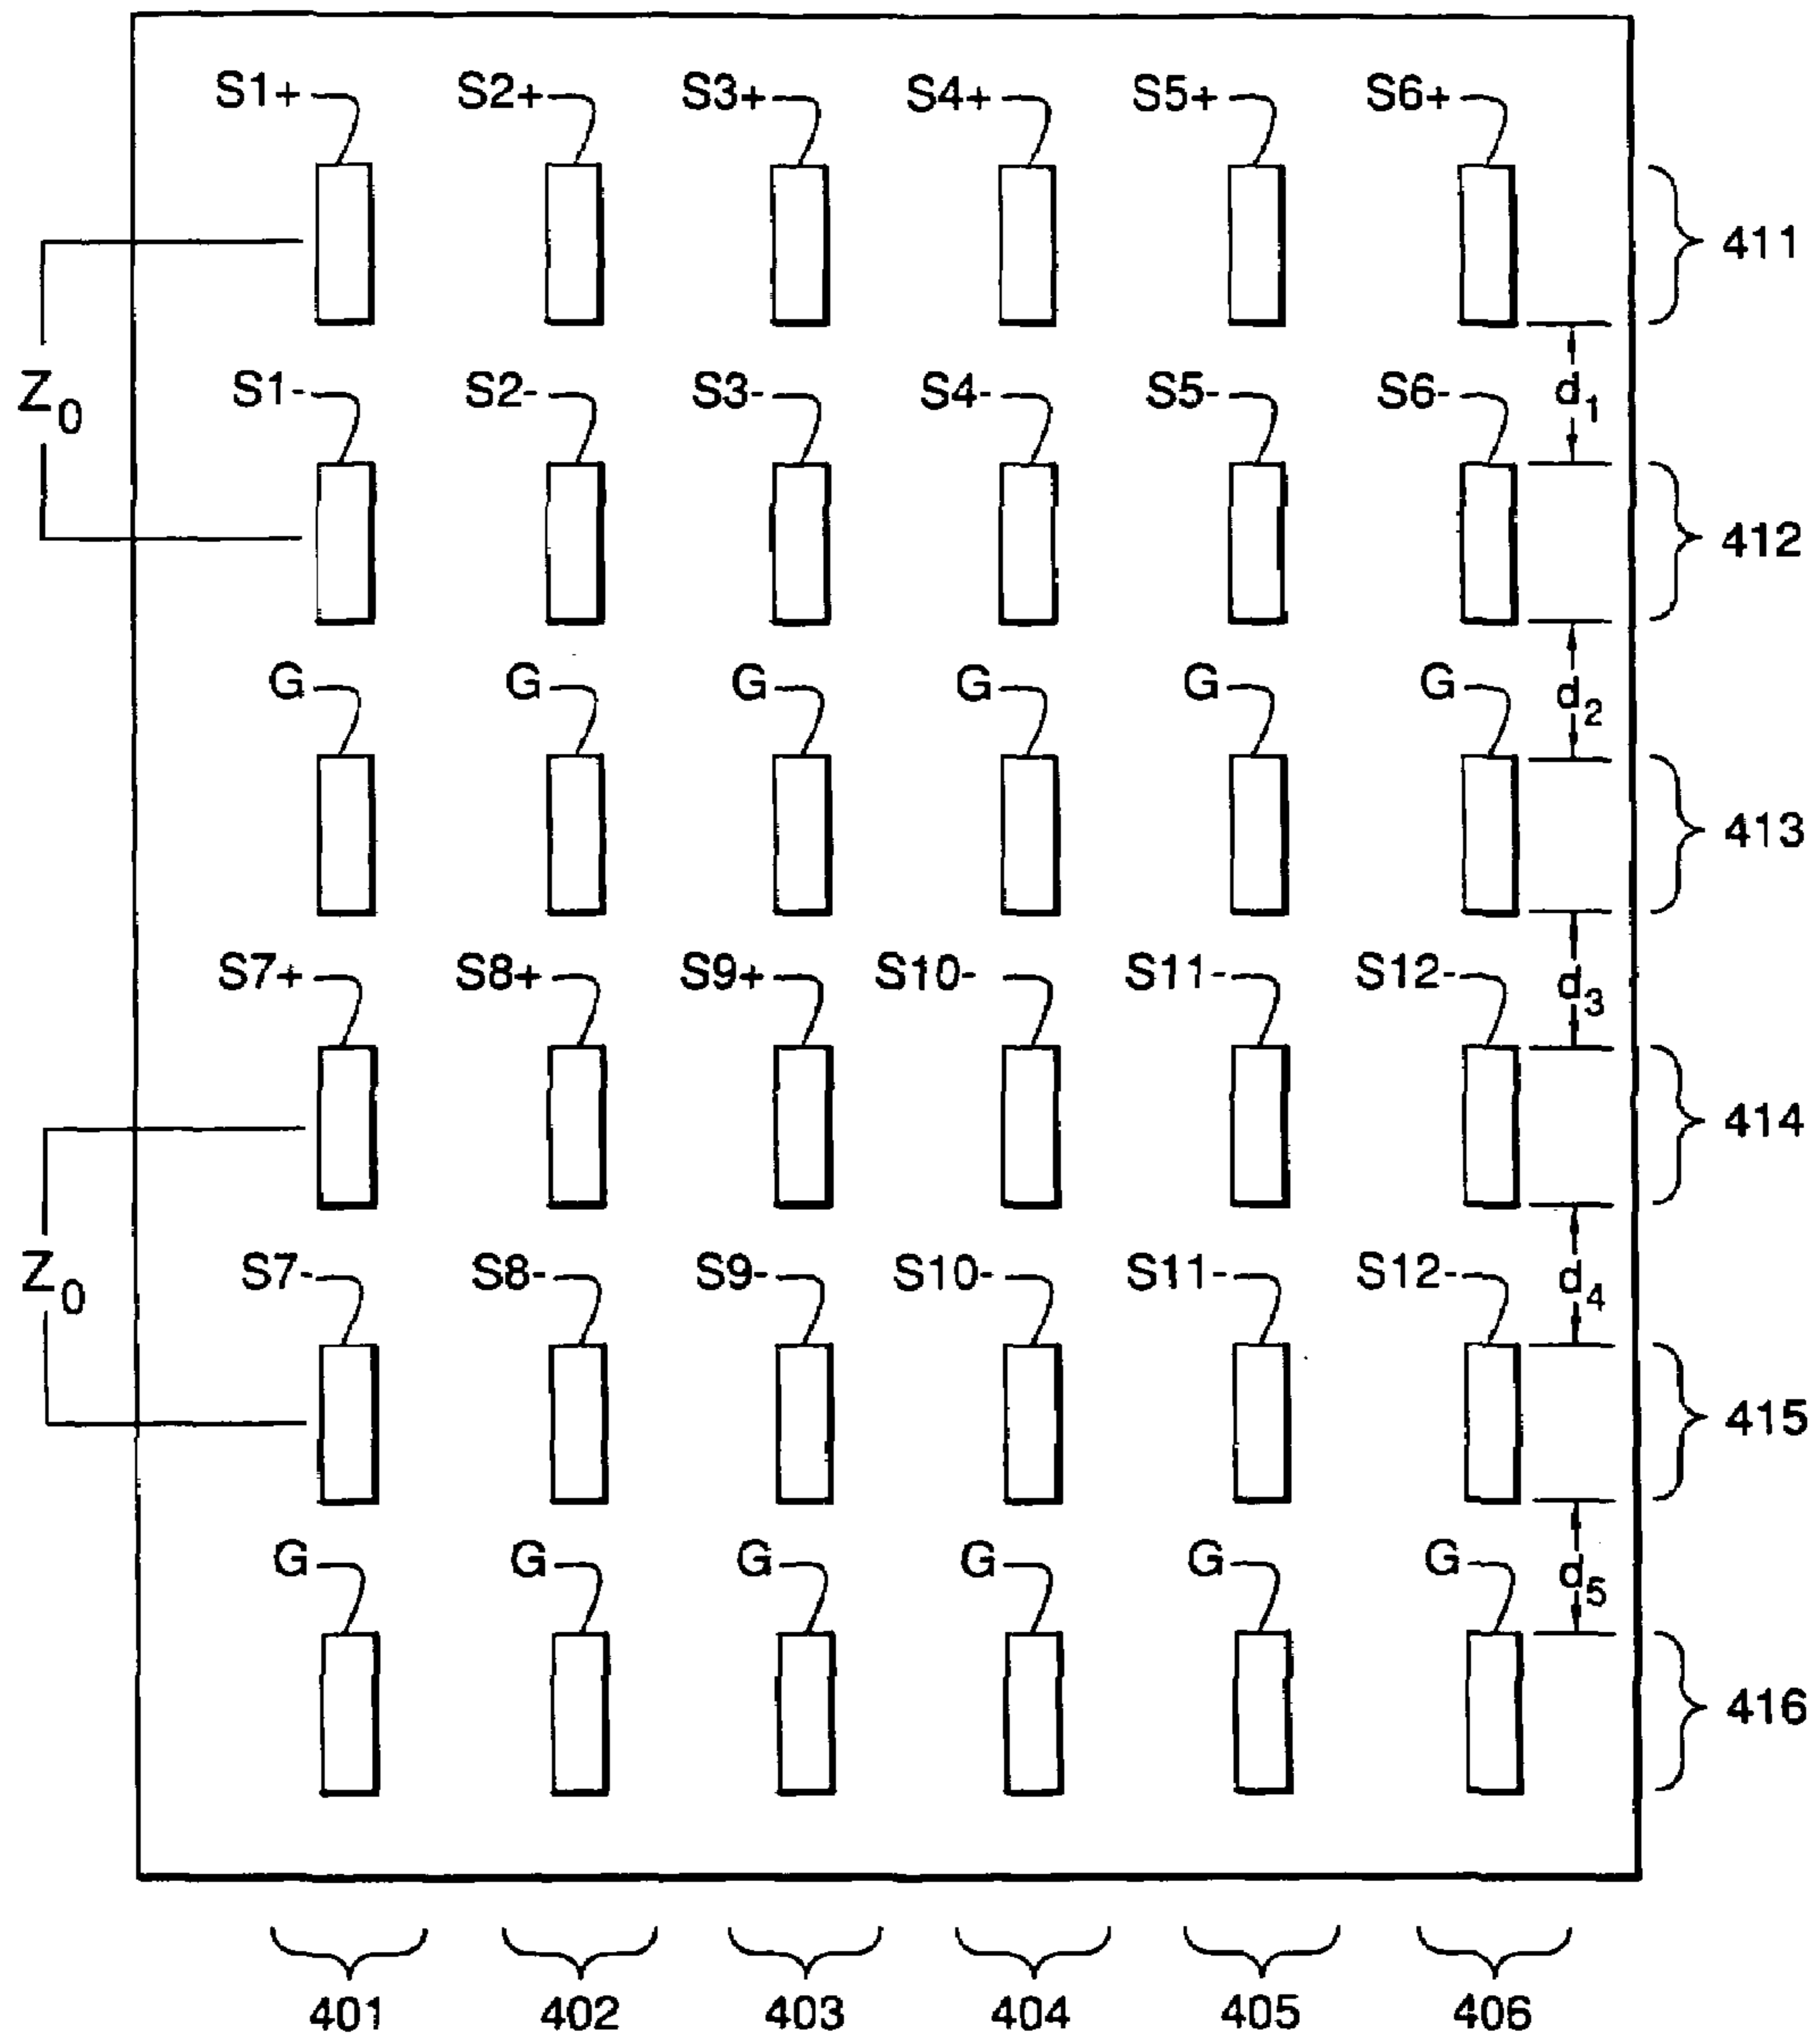 S1+ S2+ S3+ S4+ S5+ S6+
411
Z0 S1- S2- S3- S4- S5- S6- d1
412
G G G G G G d2
413
S7+ S8+ S9+ S10- S11- S12- d3
414
Z0 S7- S8- S9- S10- S11- S12- d4
415
G G G G G G d5
416
401 402 403 404 405 406